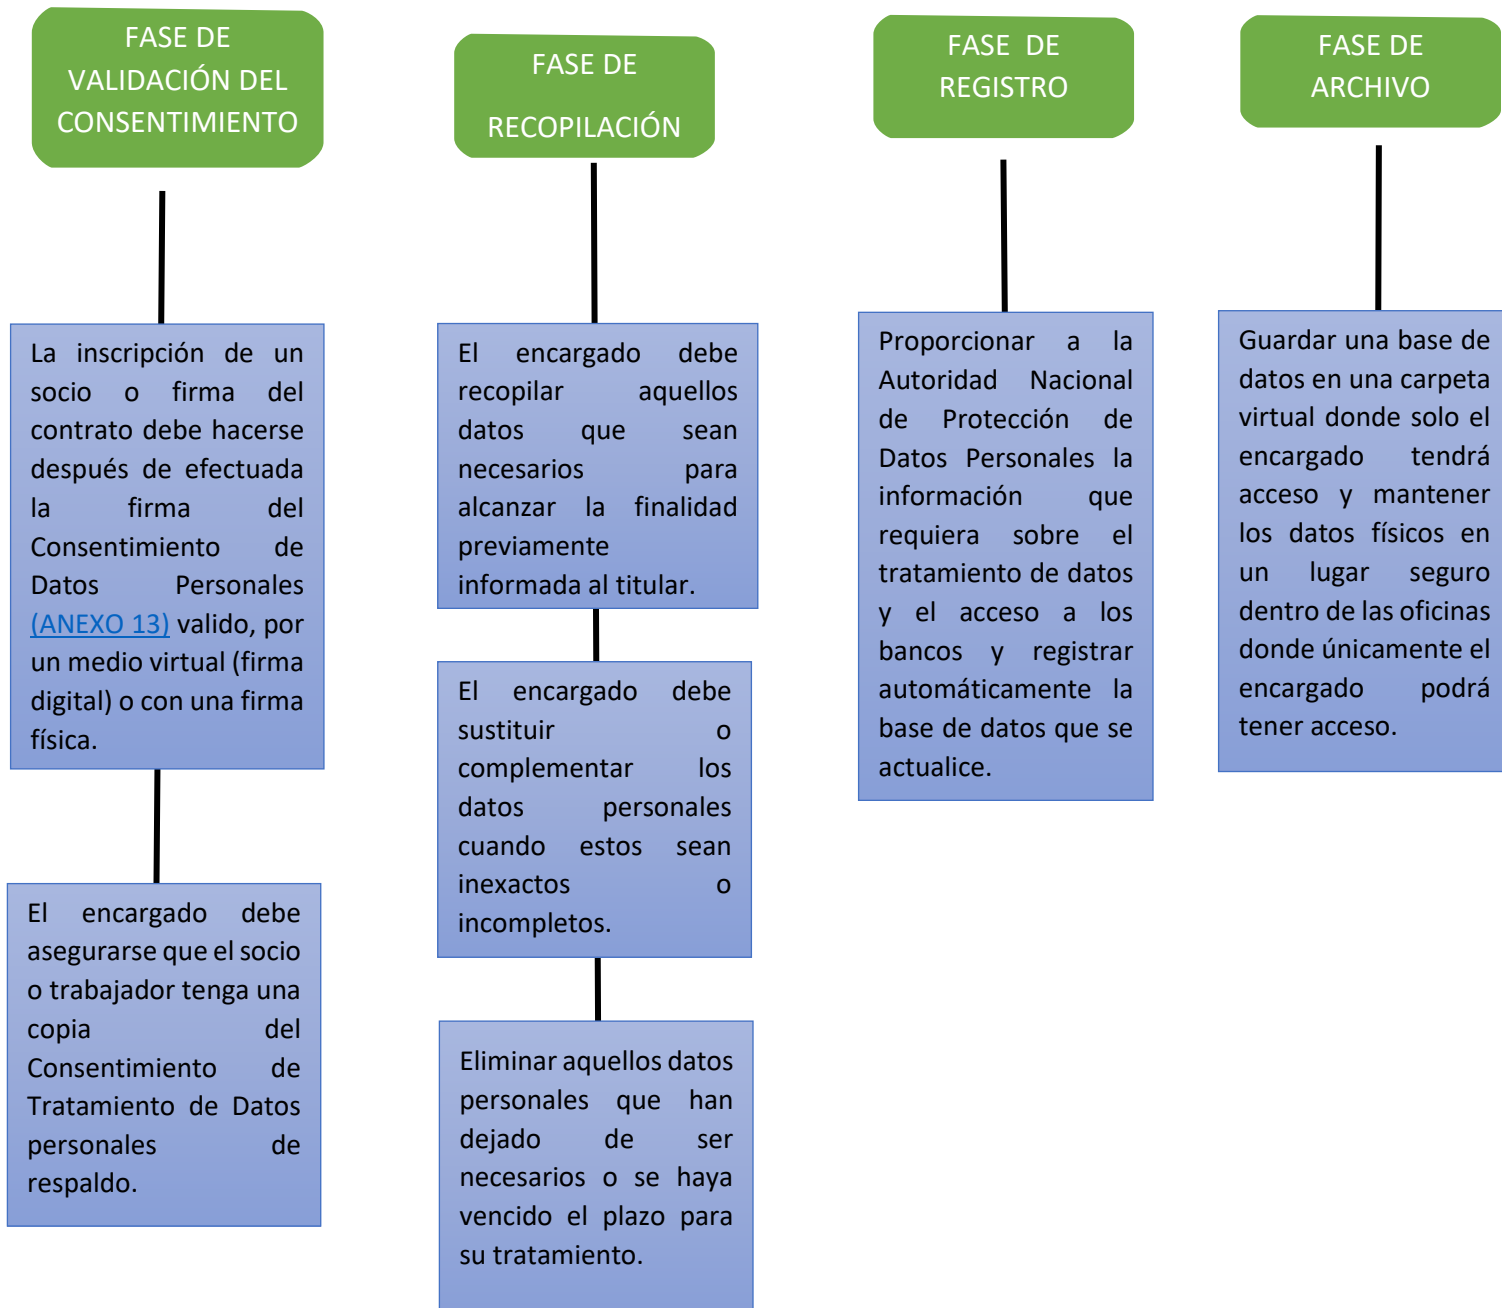 FASE DE
VALIDACIÓN DEL
CONSENTIMIENTO
La inscripción de un
socio o firma del
contrato debe hacerse
después de efectuada
la firma del
Consentimiento de
Datos Personales
(ANEXO 13) valido, por
un medio virtual (firma
digital) o con una firma
física.
El encargado debe
asegurarse que el socio
o trabajador tenga una
copia del
Consentimiento de
Tratamiento de Datos
personales de
respaldo.
FASE DE
RECOPILACIÓN
El encargado debe
recopilar aquellos
datos que sean
necesarios para
alcanzar la finalidad
previamente
informada al titular.
El encargado debe
sustituir o
complementar los
datos personales
cuando estos sean
inexactos o
incompletos.
Eliminar aquellos datos
personales que han
dejado de ser
necesarios o se haya
vencido el plazo para
su tratamiento.
FASE DE
REGISTRO
Proporcionar a la
Autoridad Nacional
de Protección de
Datos Personales la
información que
requiera sobre el
tratamiento de datos
y el acceso a los
bancos y registrar
automáticamente la
base de datos que se
actualice.
FASE DE
ARCHIVO
Guardar una base de
datos en una carpeta
virtual donde solo el
encargado tendrá
acceso y mantener
los datos físicos en
un lugar seguro
dentro de las oficinas
donde únicamente el
encargado podrá
tener acceso.